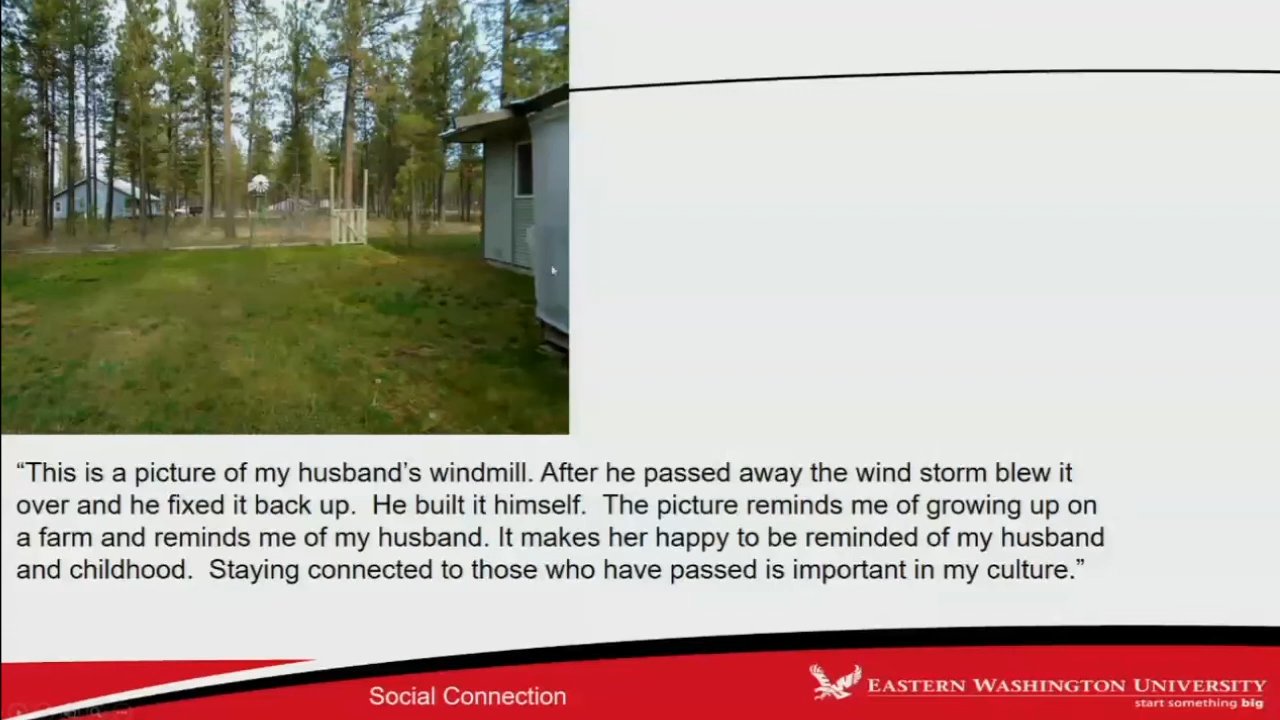 “This is a picture of my husband’s windmill. After he passed away the wind storm blew it
over and he fixed it back up.  He built it himself.  The picture reminds me of growing up on
a farm and reminds me of my husband. It makes her happy to be reminded of my husband
and childhood.  Staying connected to those who have passed is important in my culture.”
Social Connection
EASTERN WASHINGTON UNIVERSITY
start something big